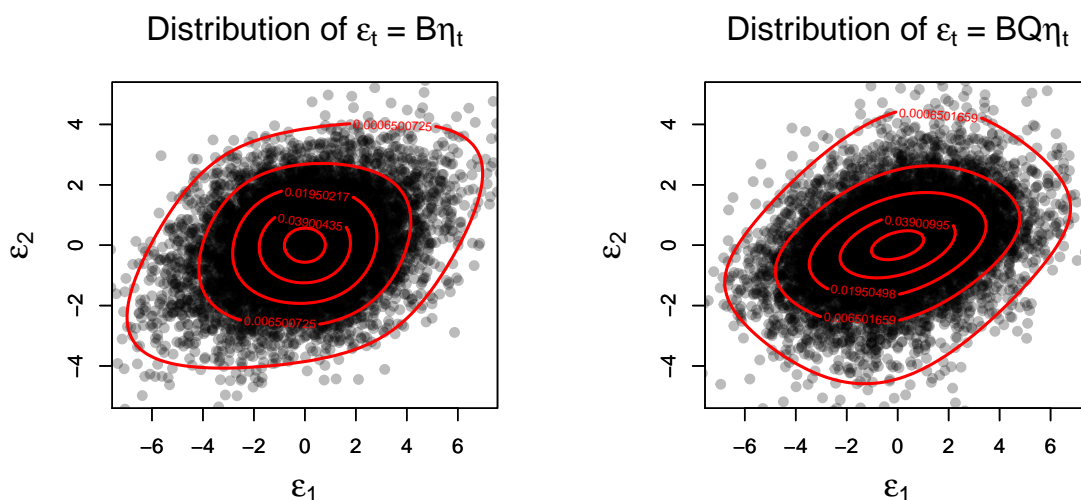 Distribution of εt = Bηt
0.0006500725
0.01950217
0.03900435
0.006500725
4
2
0
−2
−4
ε2
−6 −4 −2 0 2 4 6
ε1
Distribution of εt = BQηt
0.0006501659
0.03900995
0.01950498
0.006501659
4
2
0
−2
−4
ε2
−6 −4 −2 0 2 4 6
ε1